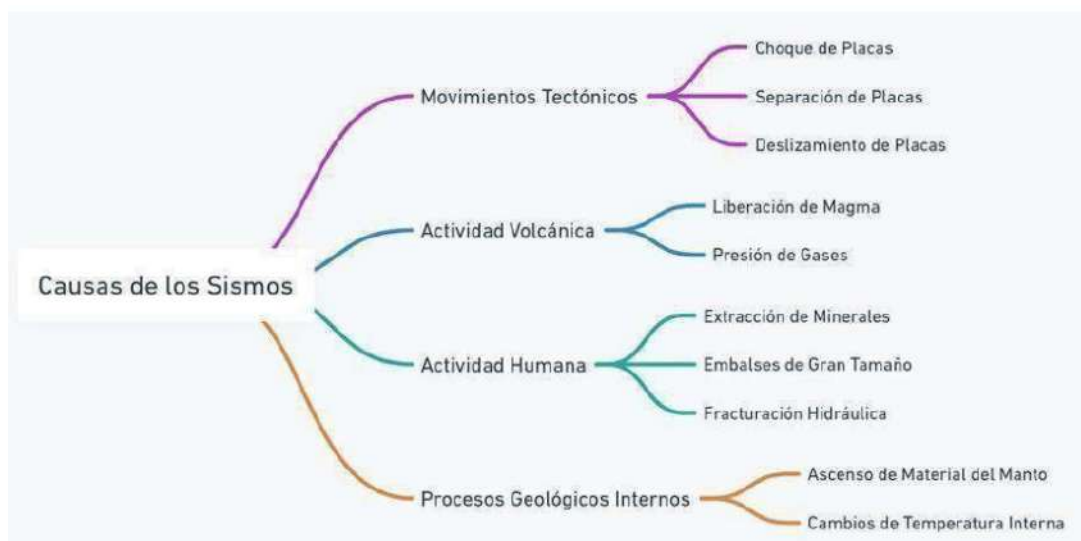 Causas de los Sismos
Movimientos Tectónicos
Choque de Placas
Separación de Placas
Deslizamiento de Placas
Actividad Volcánica
Liberación de Magma
Presión de Gases
Actividad Humana
Extracción de Minerales
Embalses de Gran Tamaño
Fracturación Hidráulica
Procesos Geológicos Internos
Ascenso de Material del Manto
Cambios de Temperatura Interna